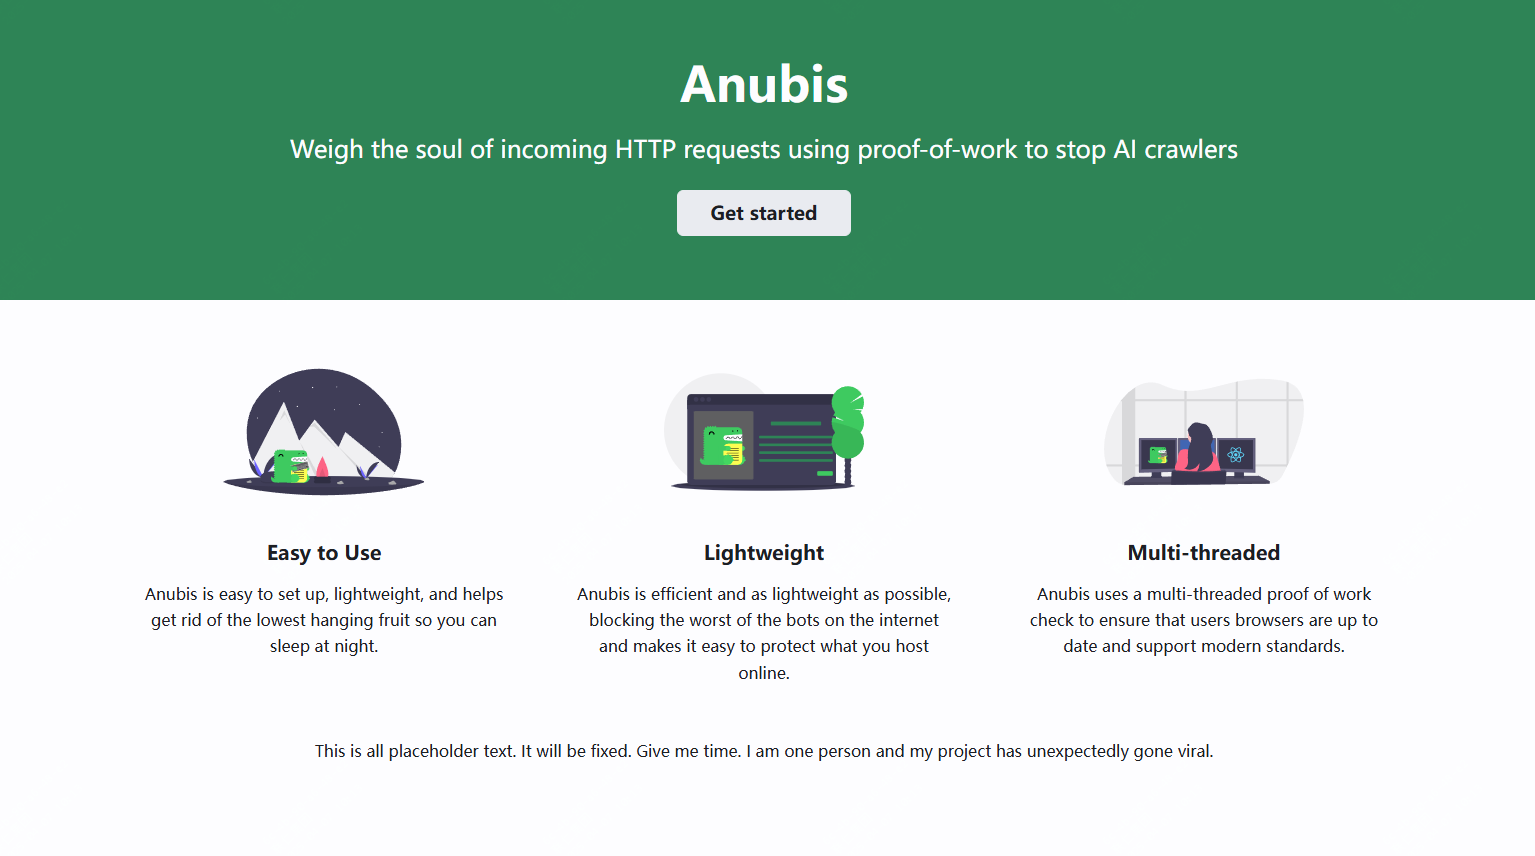 Anubis
Weigh the soul of incoming HTTP requests using proof-of-work to stop AI crawlers
Get started
Easy to Use
Anubis is easy to set up, lightweight, and helps
get rid of the lowest hanging fruit so you can
sleep at night.
Lightweight
Anubis is efficient and as lightweight as possible,
blocking the worst of the bots on the internet
and makes it easy to protect what you host
online.
Multi-threaded
Anubis uses a multi-threaded proof of work
check to ensure that users browsers are up to
date and support modern standards.
This is all placeholder text. It will be fixed. Give me time. I am one person and my project has unexpectedly gone viral.